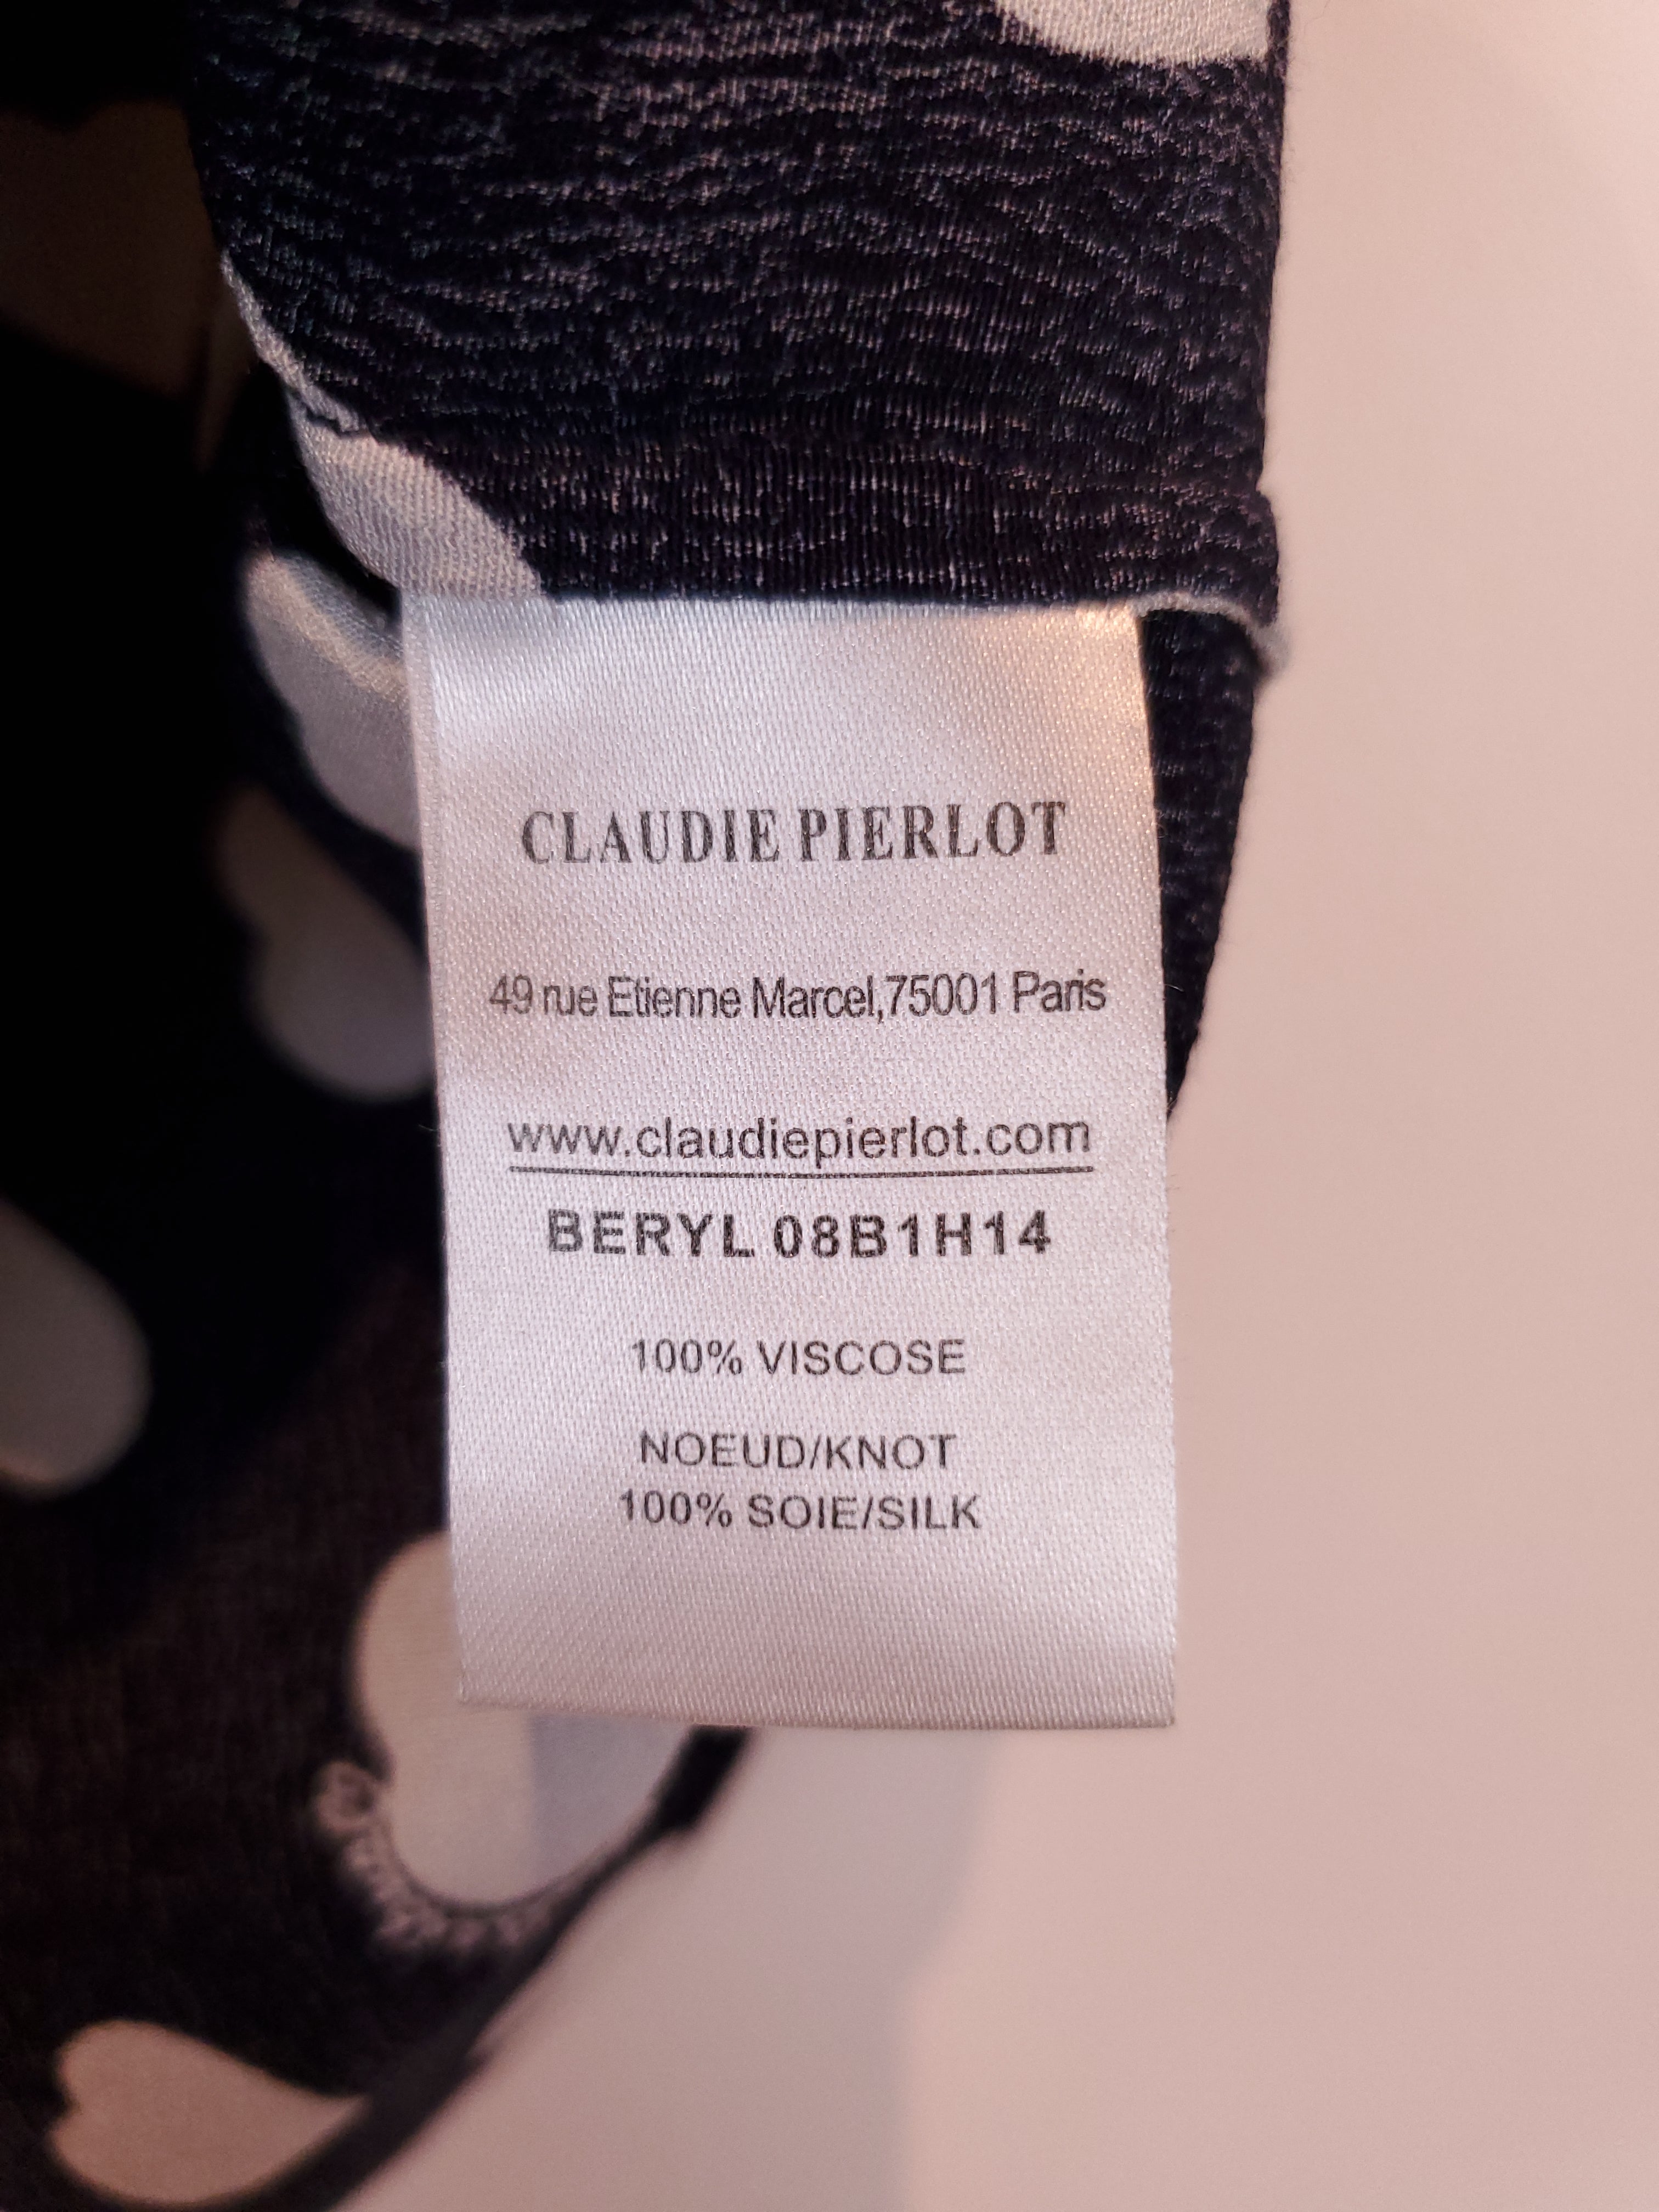 CLAUDIE PIERLOT
49 rue Etienne Marcel,75001 Paris
www.claudiepierlot.com
BERYL 08B1H14
100% VISCOSE
NOEUD/KNOT
100% SOIE/SILK